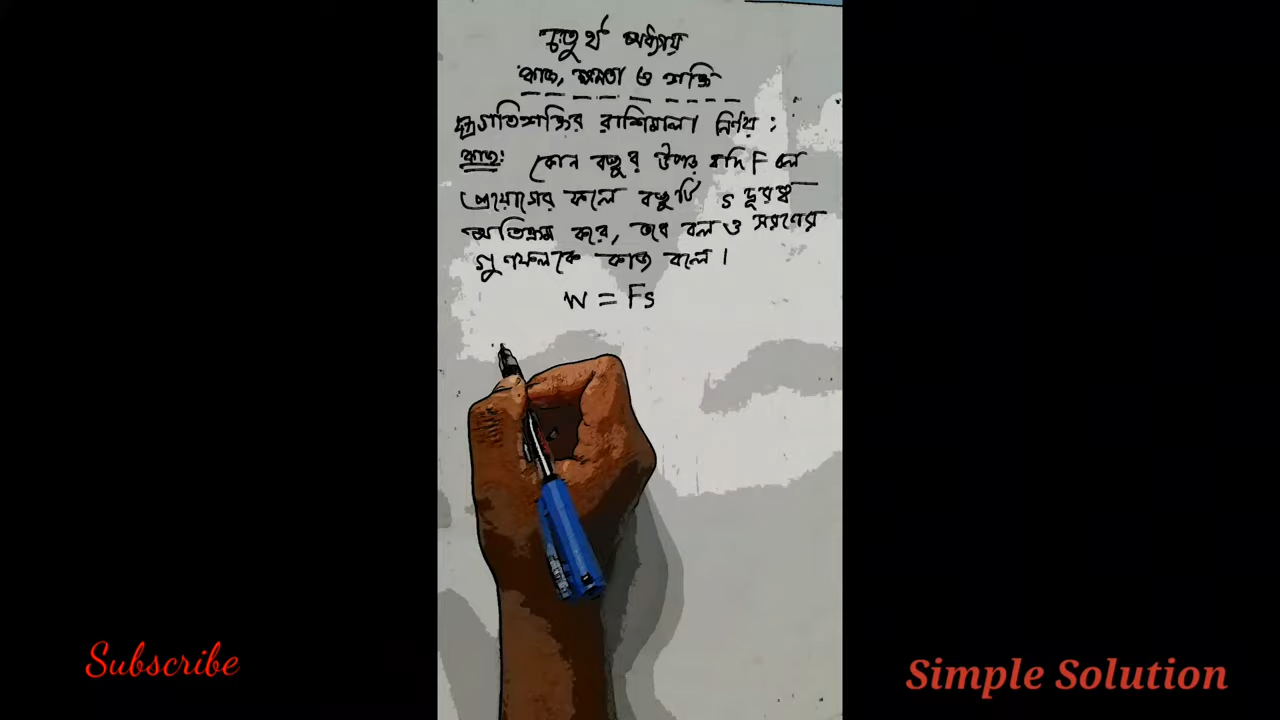 চতুর্থ অধ্যায়
কাজ, ক্ষমতা ও শক্তি
গতিশক্তির রাশিমালা নির্ণয় :
কাজ: কোন বস্তুর উপর যদি F বল
প্রয়োগের ফলে বস্তুটি s দূরত্ব
অতিক্রম করে, তবে বল ও সরণের
গুণফলকে কাজ বলে।
W = Fs
Subscribe
Simple Solution